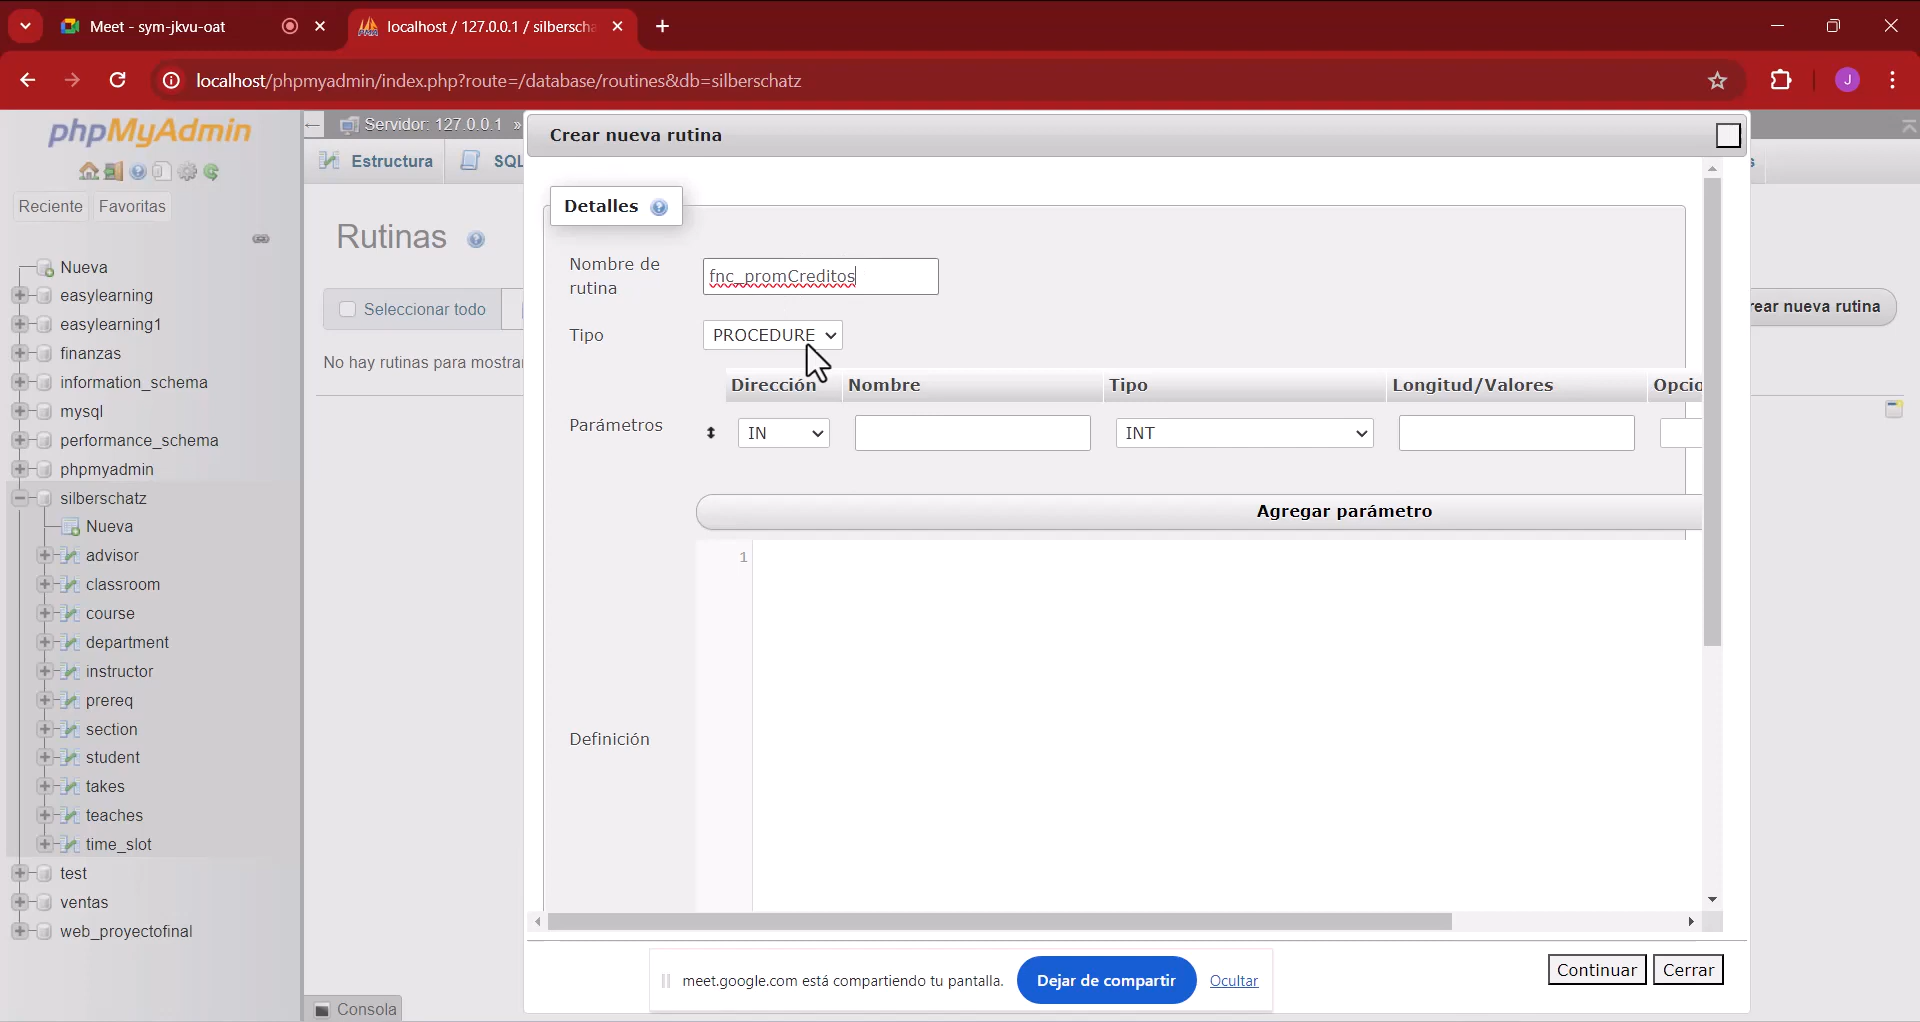 Meet - sym-jkvu-oat
localhost / 127.0.0.1 / silbersch
localhost/phpmyadmin/index.php?route=/database/routines&db=silberschatz
J
phpMyAdmin
Reciente
Favoritas
Nueva
easylearning
easylearning1
finanzas
information_schema
mysql
performance_schema
phpmyadmin
silberschatz
Nueva
advisor
classroom
course
department
instructor
prereq
section
student
takes
teaches
time_slot
test
ventas
web_proyectofinal
Servidor: 127.0.0.1 »
Estructura
SQL
Rutinas
Seleccionar todo
No hay rutinas para mostrar
rear nueva rutina
Consola
Crear nueva rutina
Detalles
Nombre de
rutina
fnc_promCreditos
Tipo
PROCEDURE
Dirección
Nombre
Tipo
Longitud/Valores
Opcio
Parámetros
IN
INT
Agregar parámetro
1
Definición
Continuar
Cerrar
meet.google.com está compartiendo tu pantalla.
Dejar de compartir
Ocultar